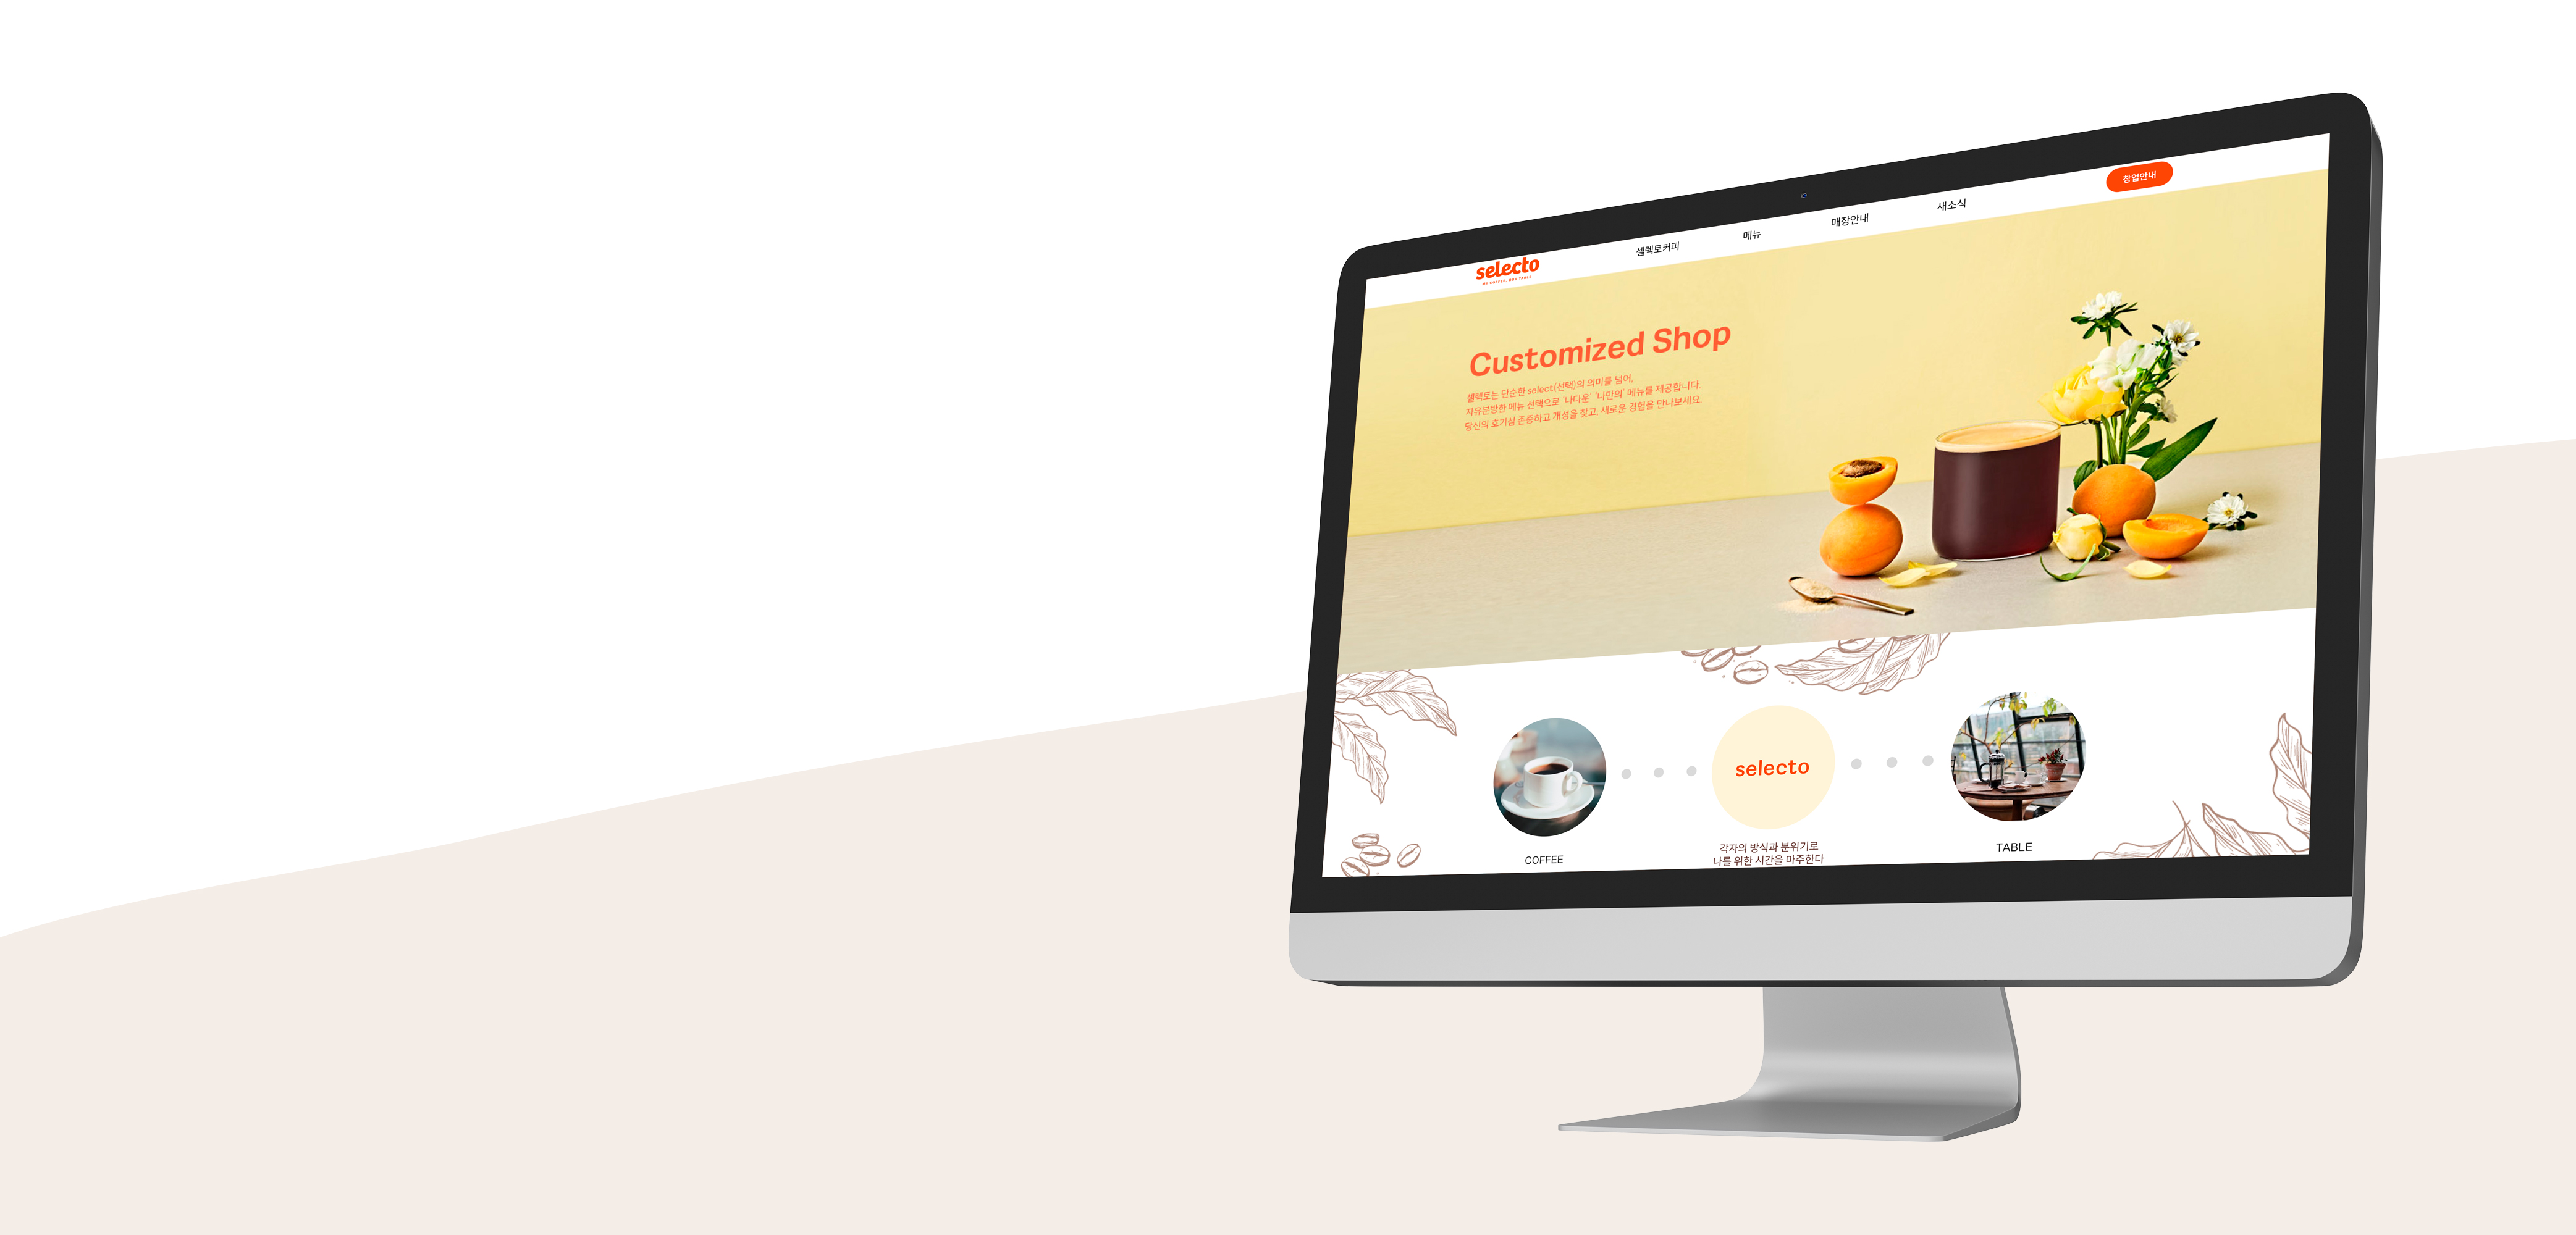 selecto
MY COFFEE, OUR TABLE
셀렉토커피
메뉴
매장안내
새소식
창업안내
Customized Shop
셀렉토는 단순한 select(선택)의 의미를 넘어,
자유분방한 메뉴 선택으로 '나다운' '나만의' 메뉴를 제공합니다.
당신의 호기심 존중하고 개성을 찾고, 새로운 경험을 만나보세요.
selecto
COFFEE
각자의 방식과 분위기로
나를 위한 시간을 마주한다
TABLE